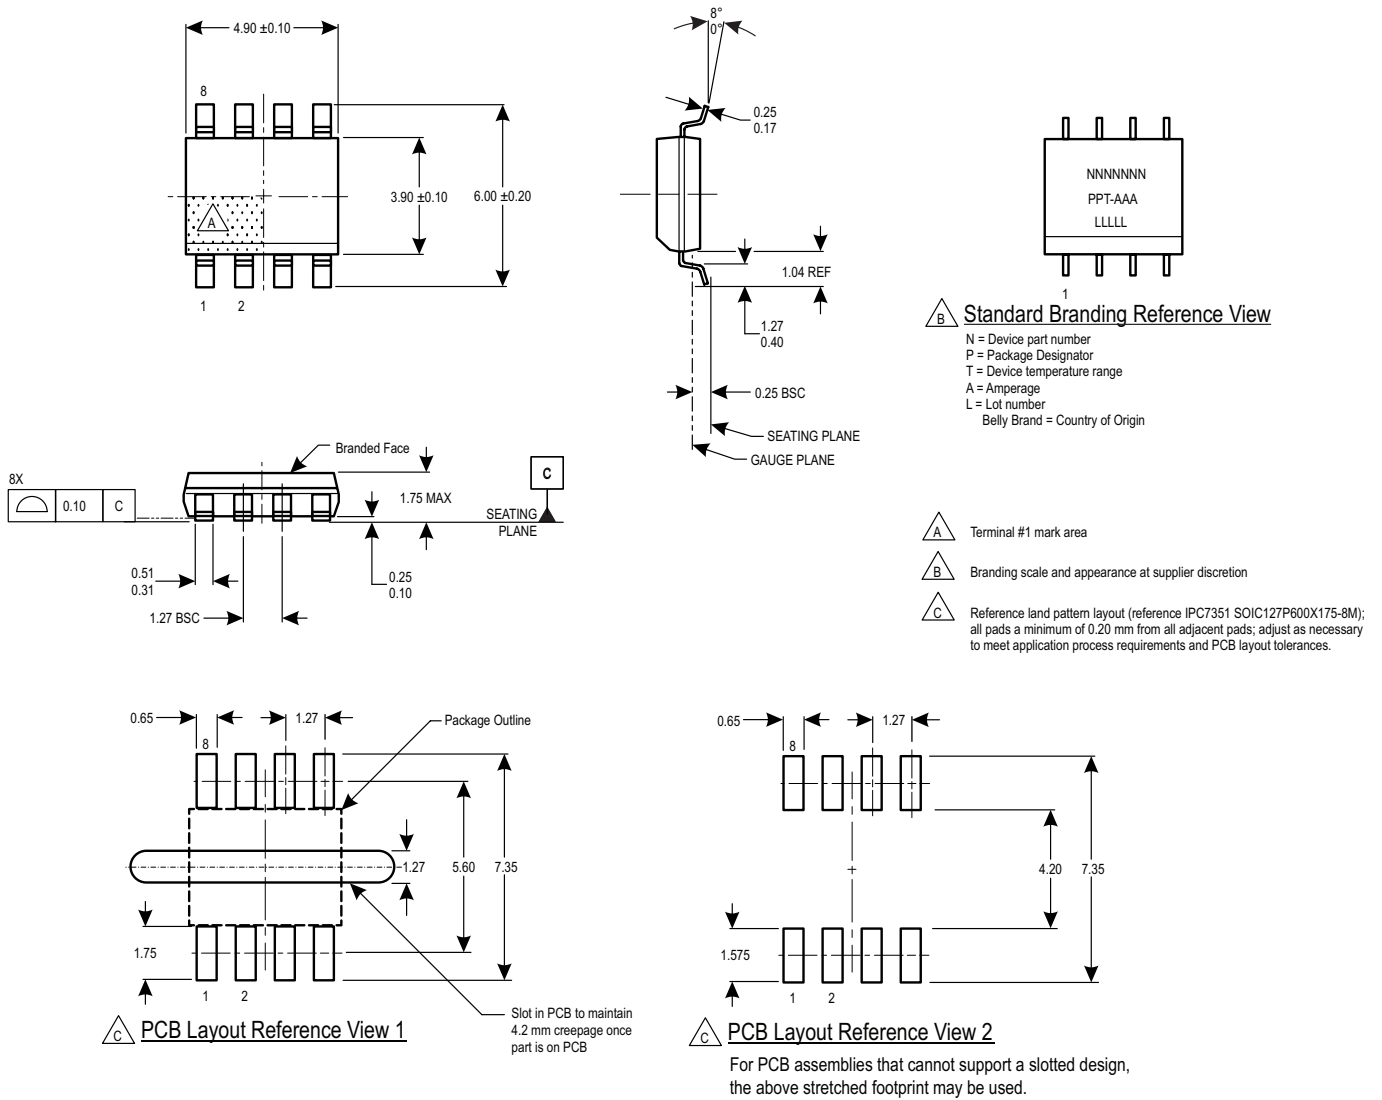 4.90 ±0.10
8
3.90 ±0.10
6.00 ±0.20
A
1 2
8°
0°
0.25
0.17
1.04 REF
1.27
0.40
0.25 BSC
SEATING PLANE
GAUGE PLANE
NNNNNNN
PPT-AAA
LLLLL
1
B Standard Branding Reference View
N = Device part number
P = Package Designator
T = Device temperature range
A = Amperage
L = Lot number
Belly Brand = Country of Origin
Branded Face
8X
0.10 C
1.75 MAX
C
SEATING
PLANE
0.51
0.31
0.25
0.10
1.27 BSC
A Terminal #1 mark area
B Branding scale and appearance at supplier discretion
C Reference land pattern layout (reference IPC7351 SOIC127P600X175-8M);
all pads a minimum of 0.20 mm from all adjacent pads; adjust as necessary
to meet application process requirements and PCB layout tolerances.
0.65
1.27
Package Outline
8
1.27
5.60
7.35
1.75
1 2
Slot in PCB to maintain
4.2 mm creepage once
part is on PCB
C PCB Layout Reference View 1
0.65
1.27
8
4.20
7.35
1.575
1 2
C PCB Layout Reference View 2
For PCB assemblies that cannot support a slotted design,
the above stretched footprint may be used.